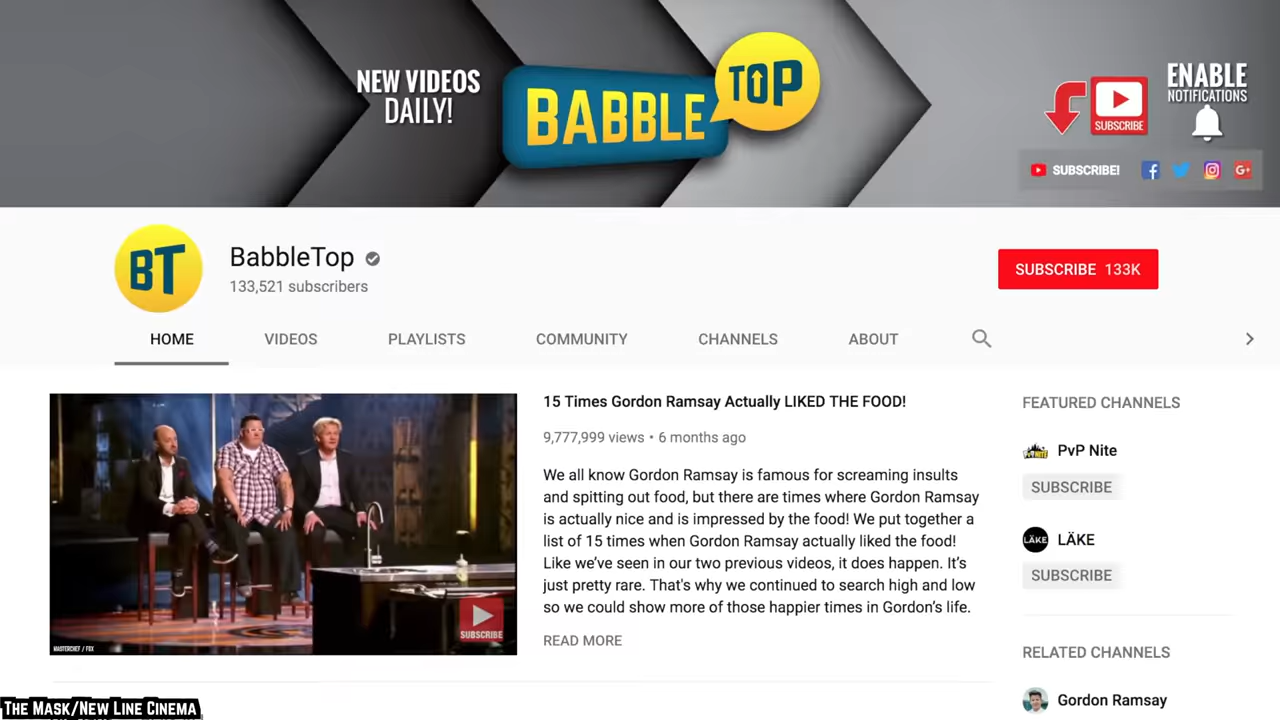 NEW VIDEOS
DAILY!
BABBLE
TOP
ENABLE
NOTIFICATIONS
SUBSCRIBE
SUBSCRIBE!
BT
BabbleTop
133,521 subscribers
SUBSCRIBE 133K
HOME VIDEOS PLAYLISTS COMMUNITY CHANNELS ABOUT
15 Times Gordon Ramsay Actually LIKED THE FOOD!
9,777,999 views • 6 months ago
We all know Gordon Ramsay is famous for screaming insults
and spitting out food, but there are times where Gordon Ramsay
is actually nice and is impressed by the food! We put together a
list of 15 times when Gordon Ramsay actually liked the food!
Like we've seen in our two previous videos, it does happen. It's
just pretty rare. That's why we continued to search high and low
so we could show more of those happier times in Gordon's life.
READ MORE
SUBSCRIBE
MASTERCHEF / FOX
FEATURED CHANNELS
PvP Nite
SUBSCRIBE
LÄKE
LÄKE
SUBSCRIBE
RELATED CHANNELS
Gordon Ramsay
The Mask/New Line Cinema